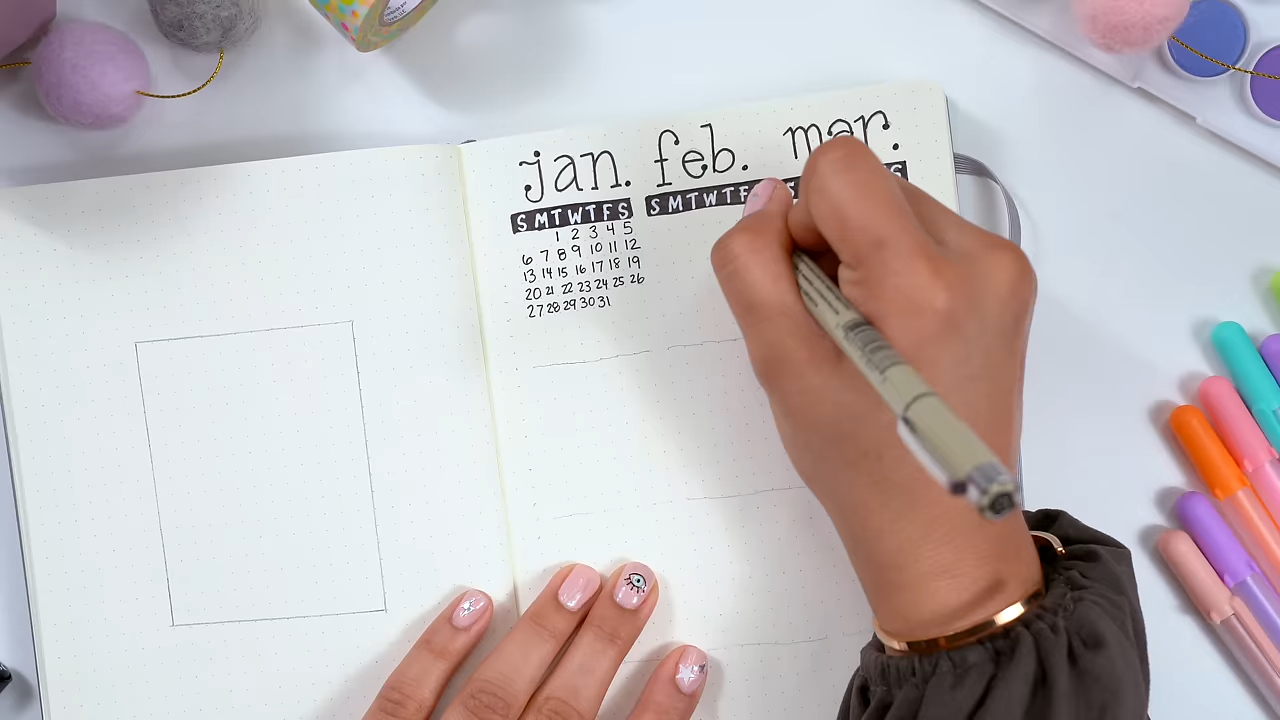 jan. feb. mar.
S M T W T F S S M T W T F S S
1 2 3 4 5
6 7 8 9 10 11 12
13 14 15 16 17 18 19
20 21 22 23 24 25 26
27 28 29 30 31